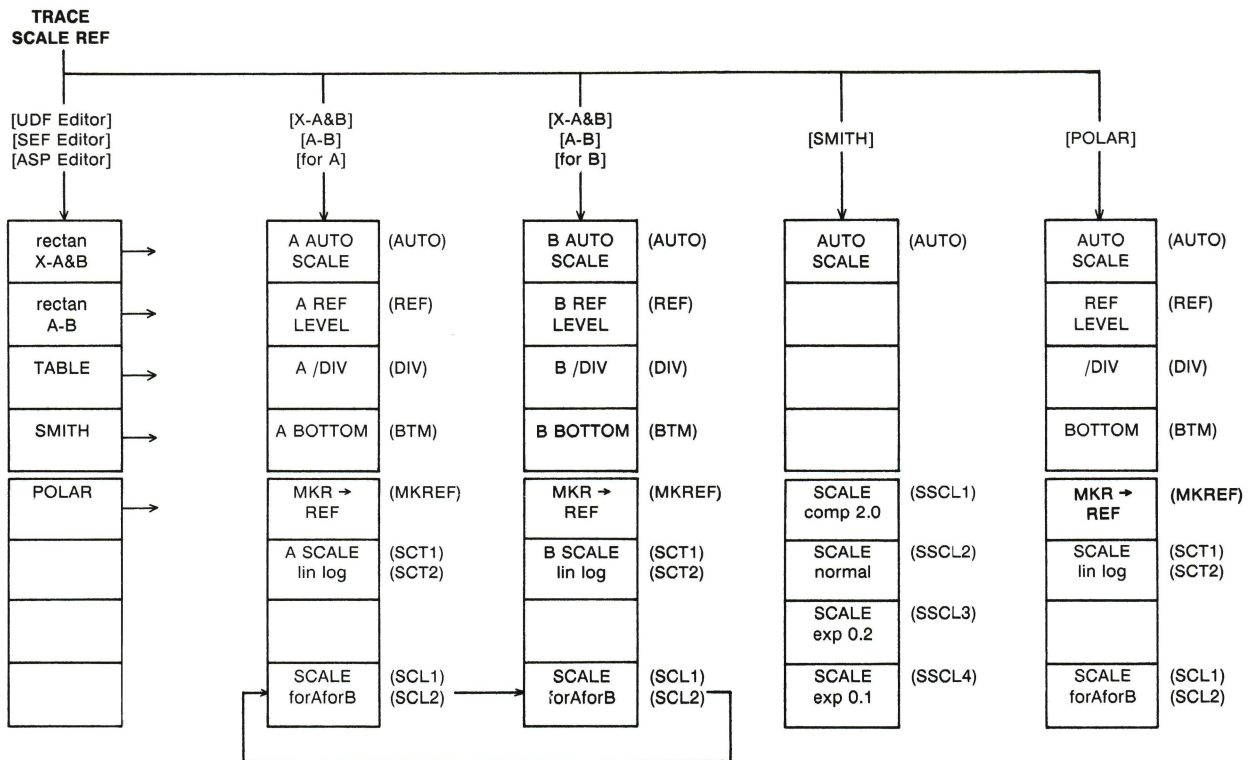 TRACE
SCALE REF
[UDF Editor]
[SEF Editor]
[ASP Editor]
rectan
X-A&B
rectan
A-B
TABLE
SMITH
POLAR
[X-A&B]
[A-B]
[for A]
A AUTO
SCALE
(AUTO)
A REF
LEVEL
(REF)
A /DIV
(DIV)
A BOTTOM
(BTM)
MKR →
REF
(MKREF)
A SCALE
lin log
(SCT1)
(SCT2)
SCALE
forAforB
(SCL1)
(SCL2)
[X-A&B]
[A-B]
[for B]
B AUTO
SCALE
(AUTO)
B REF
LEVEL
(REF)
B /DIV
(DIV)
B BOTTOM
(BTM)
MKR →
REF
(MKREF)
B SCALE
lin log
(SCT1)
(SCT2)
SCALE
forAforB
(SCL1)
(SCL2)
[SMITH]
AUTO
SCALE
(AUTO)
SCALE
comp 2.0
(SSCL1)
SCALE
normal
(SSCL2)
SCALE
exp 0.2
(SSCL3)
SCALE
exp 0.1
(SSCL4)
[POLAR]
AUTO
SCALE
(AUTO)
REF
LEVEL
(REF)
/DIV
(DIV)
BOTTOM
(BTM)
MKR →
REF
(MKREF)
SCALE
lin log
(SCT1)
(SCT2)
SCALE
forAforB
(SCL1)
(SCL2)